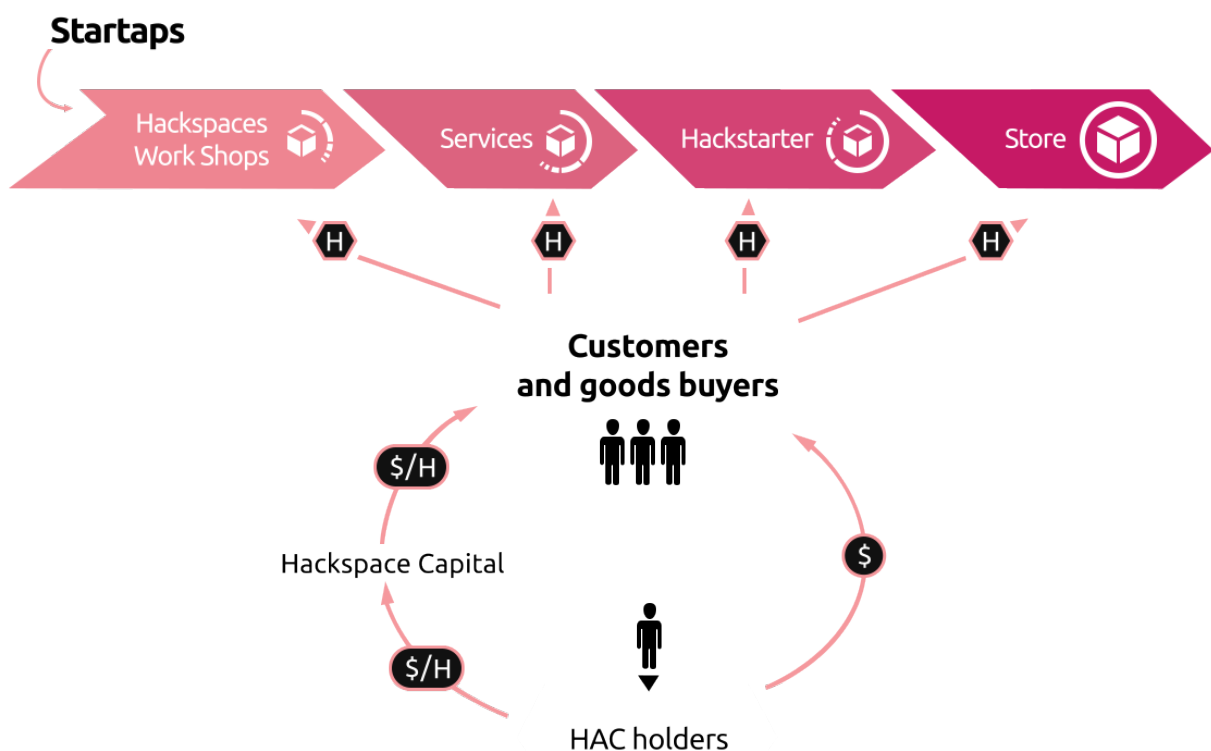 Startaps
Hackspaces
Work Shops
Services
Hackstarter
Store
H
H
H
H
Customers
and goods buyers
$/H
Hackspace Capital
$
$/H
HAC holders